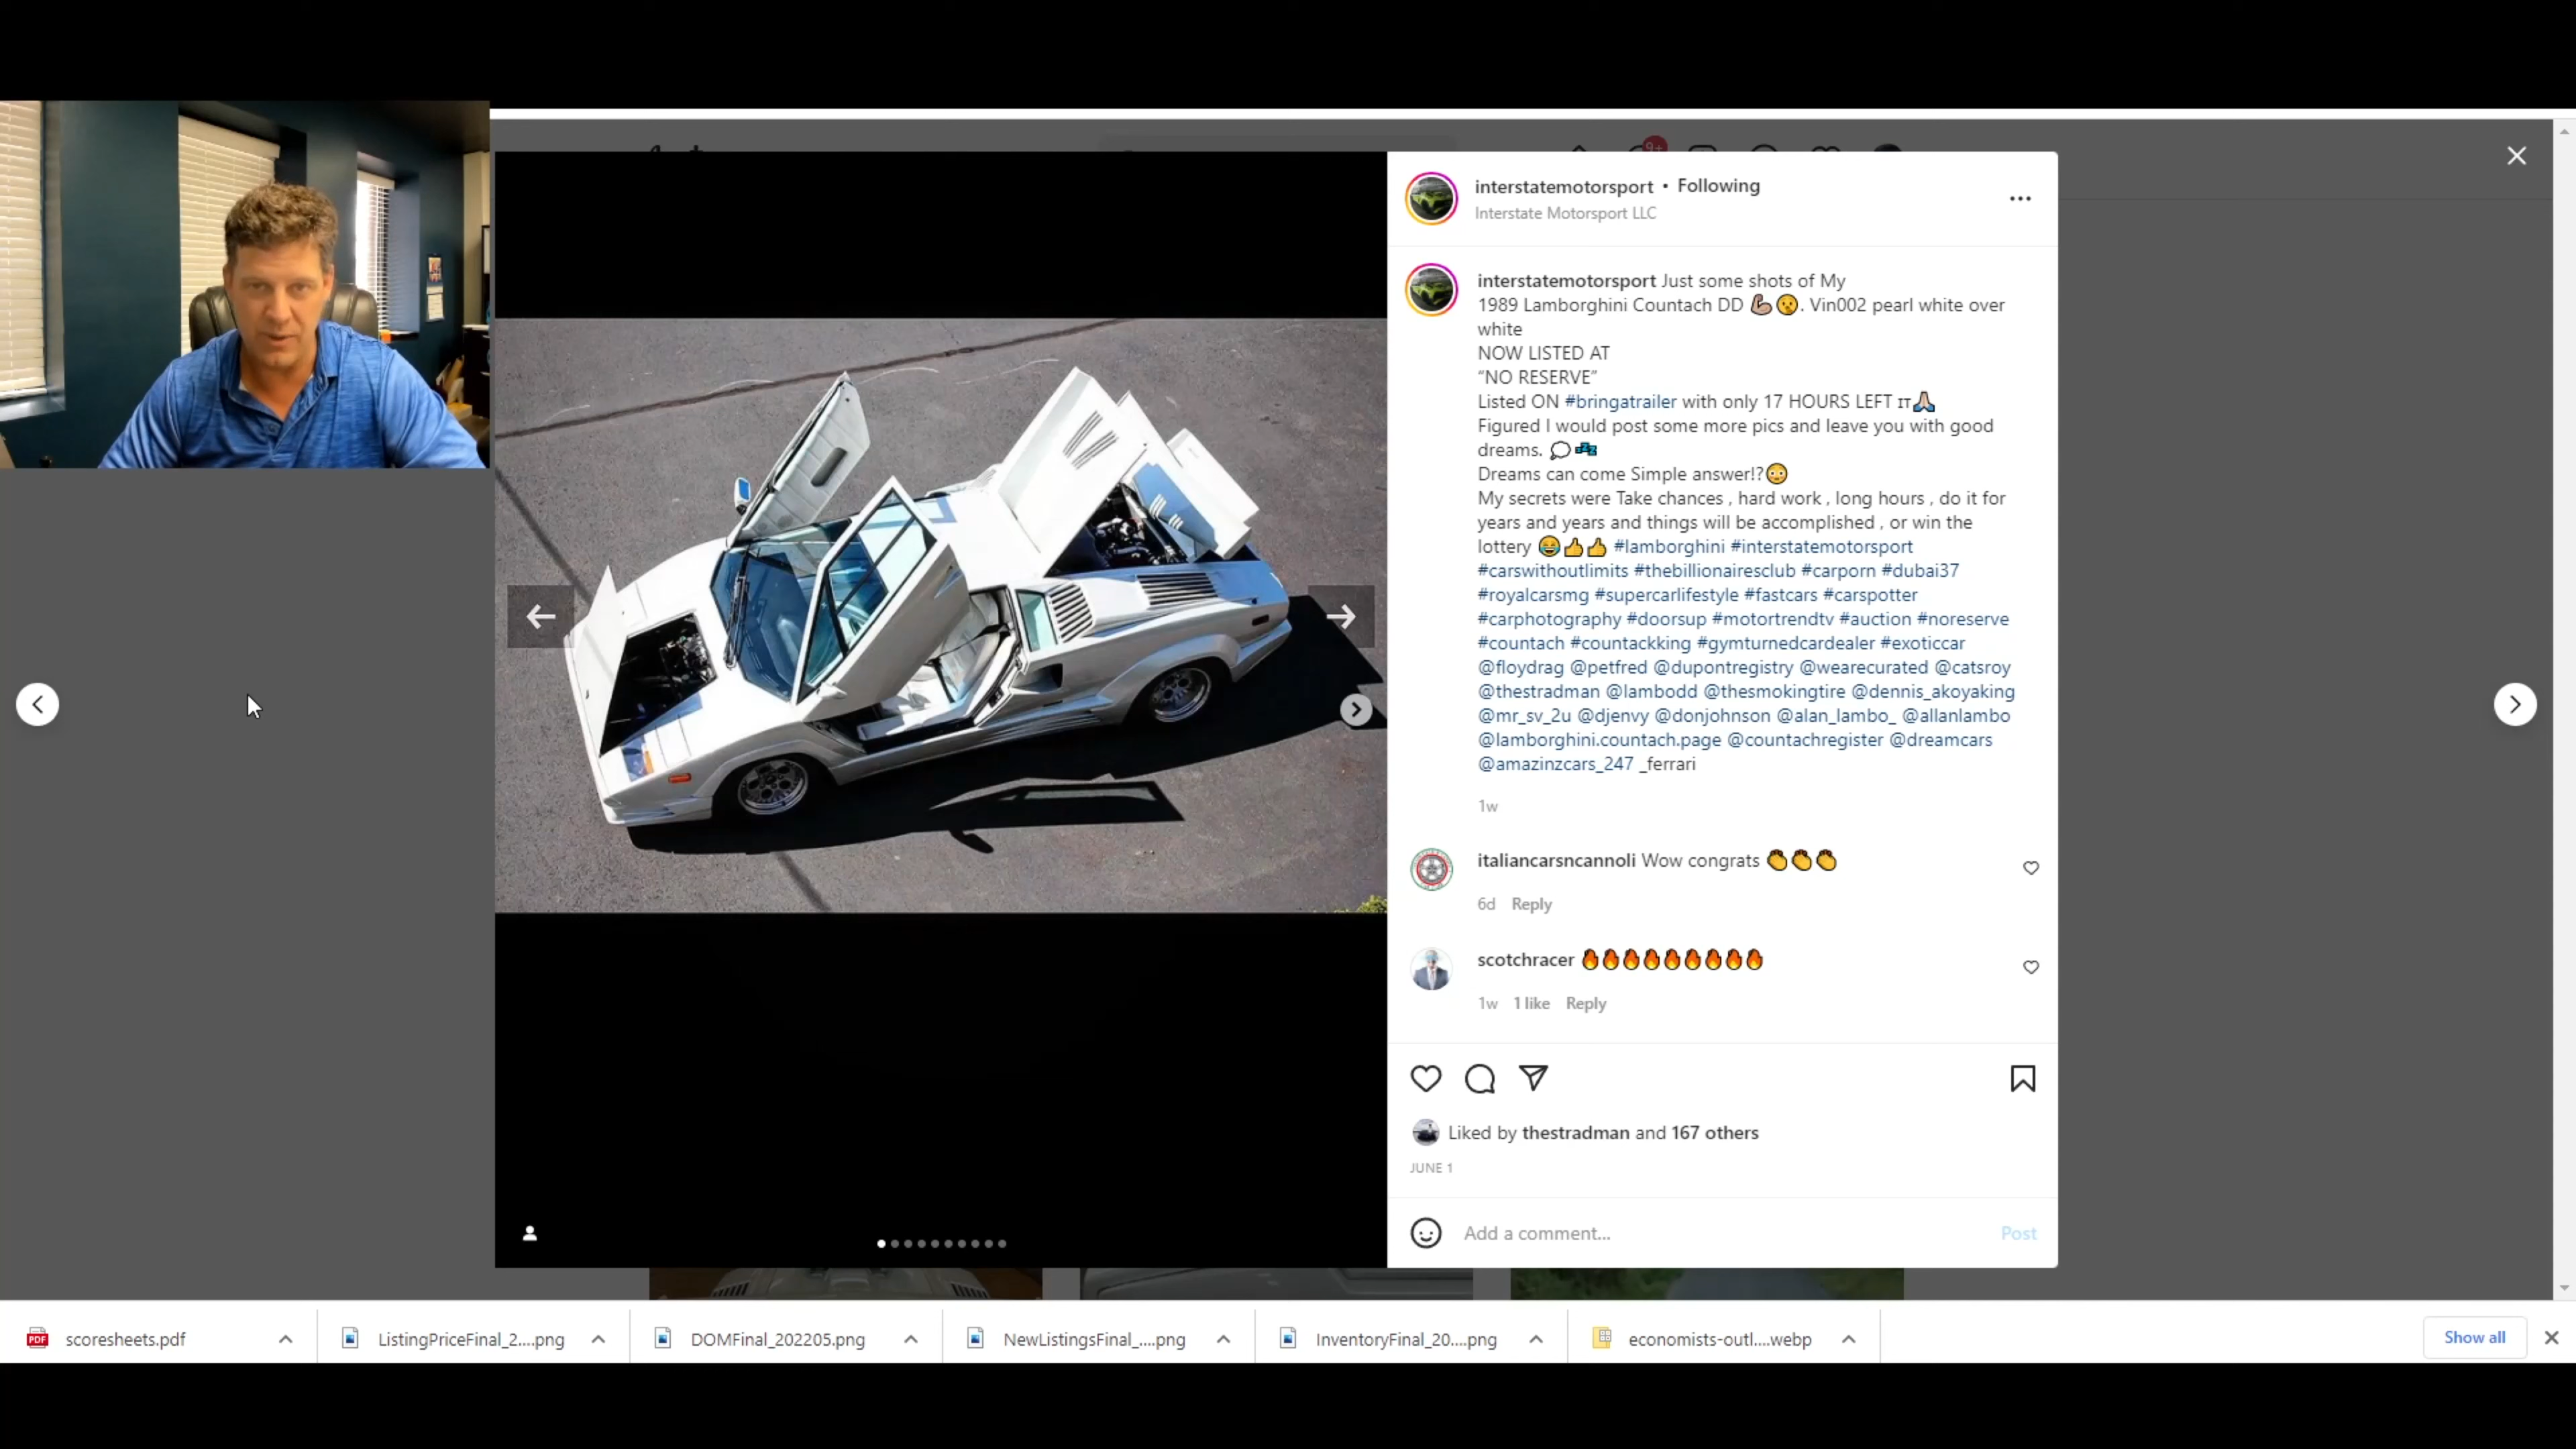 9+
interstatemotorsport • Following
Interstate Motorsport LLC
interstatemotorsport Just some shots of My
1989 Lamborghini Countach DD 💪🏼😯. Vin002 pearl white over
white
NOW LISTED AT
“NO RESERVE”
Listed ON #bringatrailer with only 17 HOURS LEFT IT🙏🏼
Figured I would post some more pics and leave you with good
dreams. 💭💤
Dreams can come Simple answer!?😳
My secrets were Take chances , hard work , long hours , do it for
years and years and things will be accomplished , or win the
lottery 😂👍👍 #lamborghini #interstatemotorsport
#carswithoutlimits #thebillionairesclub #carporn #dubai37
#royalcarsmg #supercarlifestyle #fastcars #carspotter
#carphotography #doorsup #motortrendtv #auction #noreserve
#countach #countackking #gymturnedcardealer #exoticcar
@floydrag @petfred @dupontregistry @wearecurated @catsroy
@thestradman @lambodd @thesmokingtire @dennis_akoyaking
@mr_sv_2u @djenvy @donjohnson @alan_lambo_ @allanlambo
@lamborghini.countach.page @countachregister @dreamcars
@amazinzcars_247 _ferrari
1w
italiancarsncannoli Wow congrats 👏👏👏
6d Reply
scotchracer 🔥🔥🔥🔥🔥🔥🔥🔥🔥
1w 1 like Reply
Liked by thestradman and 167 others
JUNE 1
Add a comment... Post
scoresheets.pdf ListingPriceFinal_2....png DOMFinal_202205.png NewListingsFinal_....png InventoryFinal_20....png economists-outl....webp Show all